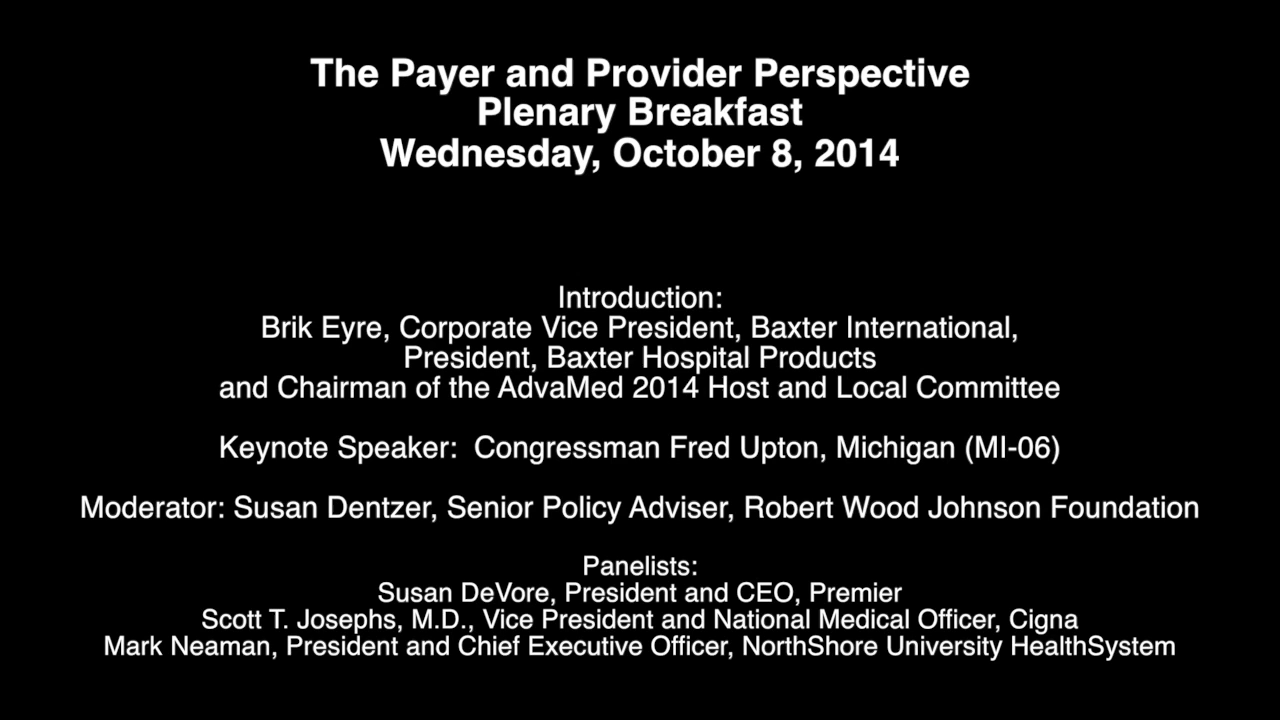 The Payer and Provider Perspective
Plenary Breakfast
Wednesday, October 8, 2014
Introduction:
Brik Eyre, Corporate Vice President, Baxter International,
President, Baxter Hospital Products
and Chairman of the AdvaMed 2014 Host and Local Committee
Keynote Speaker:  Congressman Fred Upton, Michigan (MI-06)
Moderator: Susan Dentzer, Senior Policy Adviser, Robert Wood Johnson Foundation
Panelists:
Susan DeVore, President and CEO, Premier
Scott T. Josephs, M.D., Vice President and National Medical Officer, Cigna
Mark Neaman, President and Chief Executive Officer, NorthShore University HealthSystem